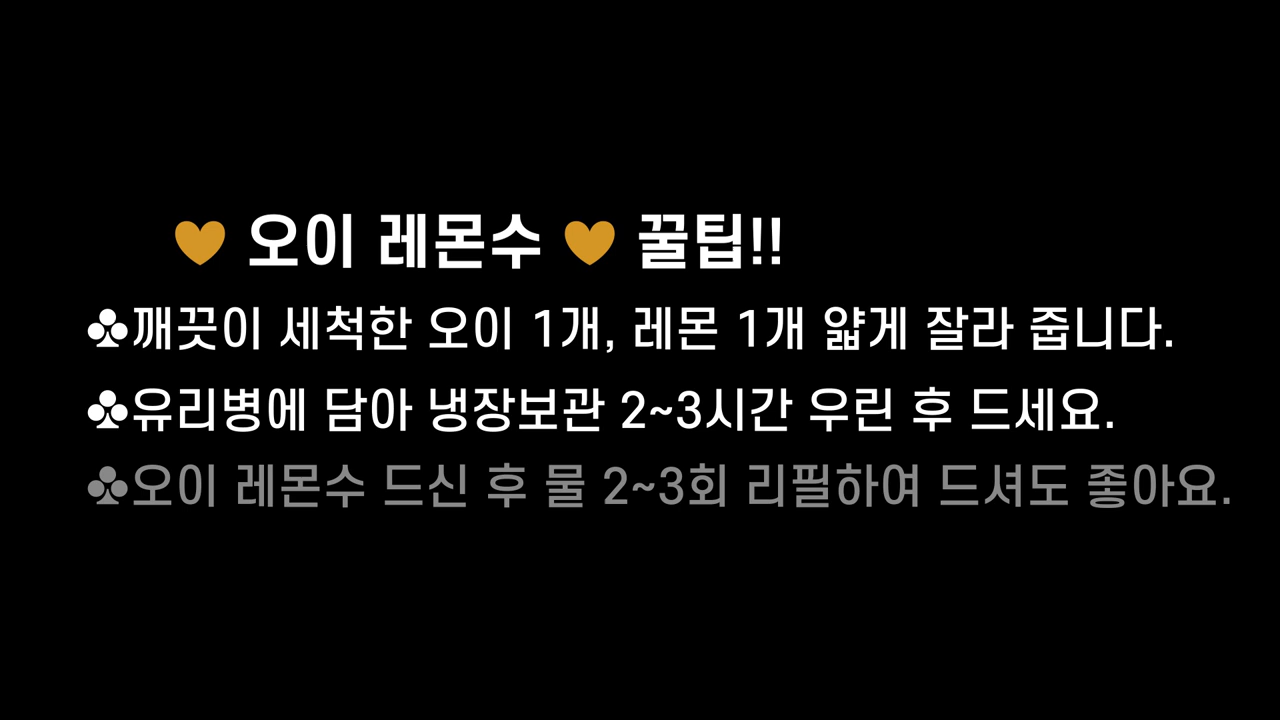 🧡 오이 레몬수 🧡 꿀팁!!
♣깨끗이 세척한 오이 1개, 레몬 1개 얇게 잘라 줍니다.
♣유리병에 담아 냉장보관 2~3시간 우린 후 드세요.
♣오이 레몬수 드신 후 물 2~3회 리필하여 드셔도 좋아요.